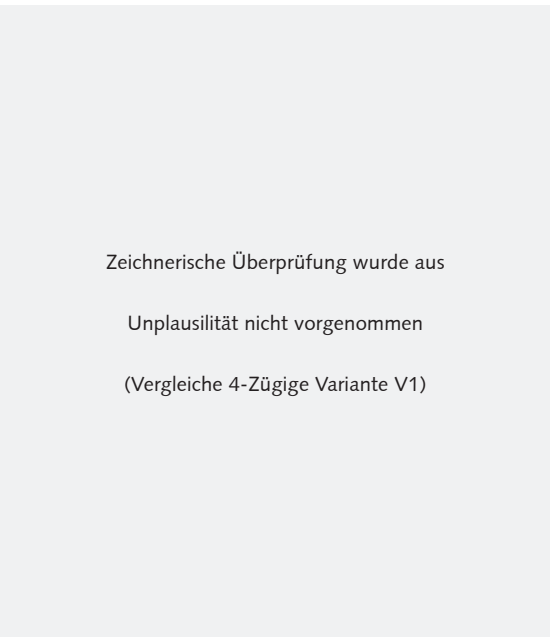 Zeichnerische Überprüfung wurde aus
Unplausilität nicht vorgenommen
(Vergleiche 4-Zügige Variante V1)